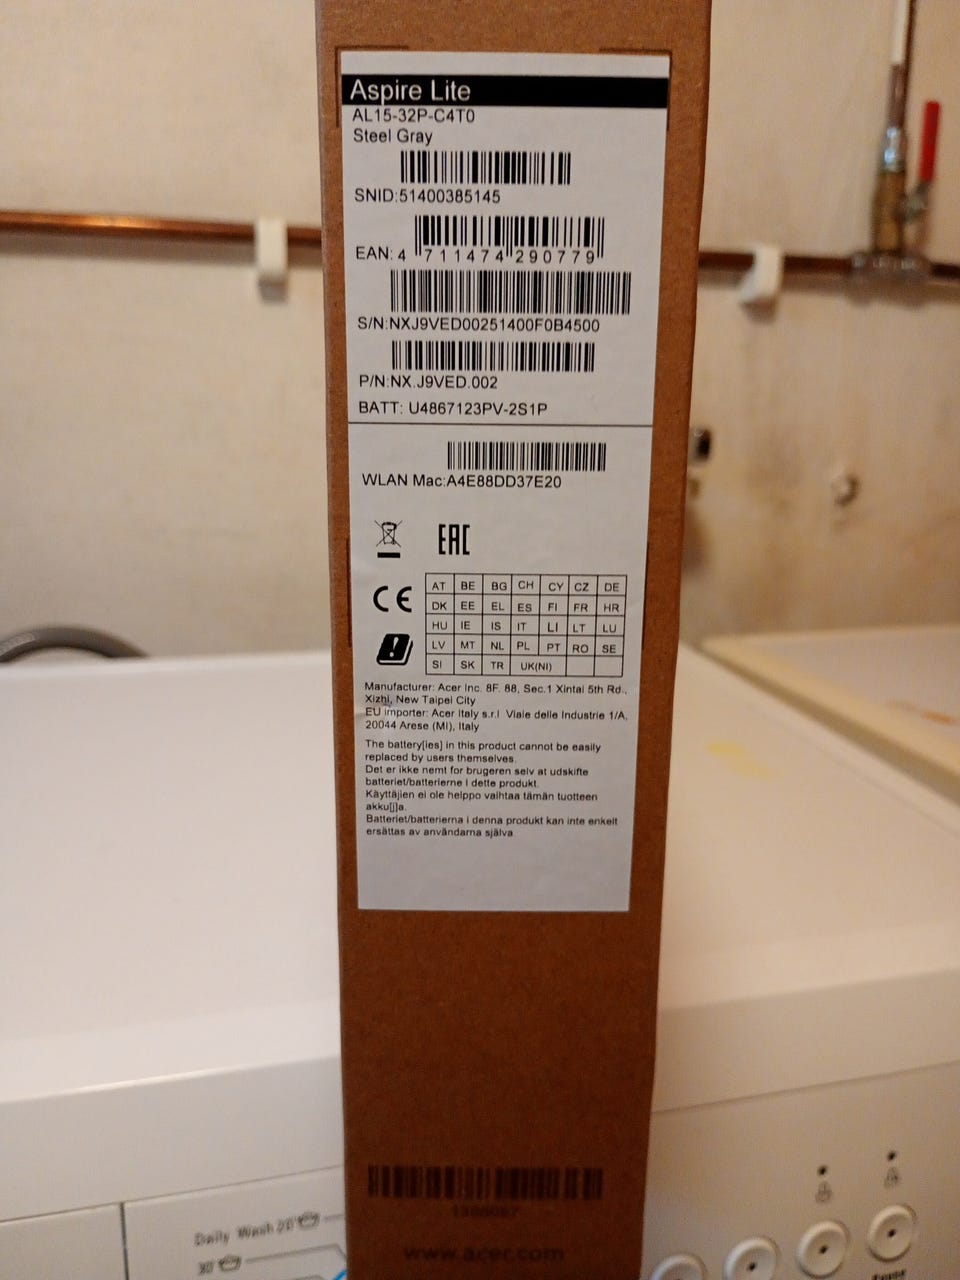 Aspire Lite
AL15-32P-C4T0
Steel Gray
SNID:51400385145
EAN: 4 711474 290779
S/N:NXJ9VED00251400F0B4500
P/N:NX.J9VED.002
BATT: U4867123PV-2S1P
WLAN Mac:A4E88DD37E20
EAC
CE
AT BE BG CH CY CZ DE
DK EE EL ES FI FR HR
HU IE IS IT LI LT LU
LV MT NL PL PT RO SE
SI SK TR UK(NI)
Manufacturer: Acer Inc. 8F. 88, Sec.1 Xintai 5th Rd.,
Xizhi, New Taipei City
EU importer: Acer Italy s.r.l Viale delle Industrie 1/A,
20044 Arese (MI), Italy
The battery[ies] in this product cannot be easily
replaced by users themselves.
Det er ikke nemt for brugeren selv at udskifte
batteriet/batterierne i dette produkt.
Käyttäjien ei ole helppo vaihtaa tämän tuotteen
akku[j]a.
Batteriet/batterierna i denna produkt kan inte enkelt
ersättas av användarna själva
www.acer.com
Daily Wash 20'
30'